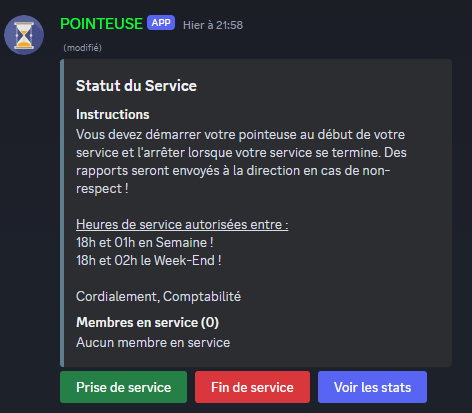 POINTEUSE APP Hier à 21:58
(modifié)
Statut du Service
Instructions
Vous devez démarrer votre pointeuse au début de votre
service et l'arrêter lorsque votre service se termine. Des
rapports seront envoyés à la direction en cas de non-
respect !
Heures de service autorisées entre :
18h et 01h en Semaine !
18h et 02h le Week-End !
Cordialement, Comptabilité
Membres en service (0)
Aucun membre en service
Prise de service Fin de service Voir les stats